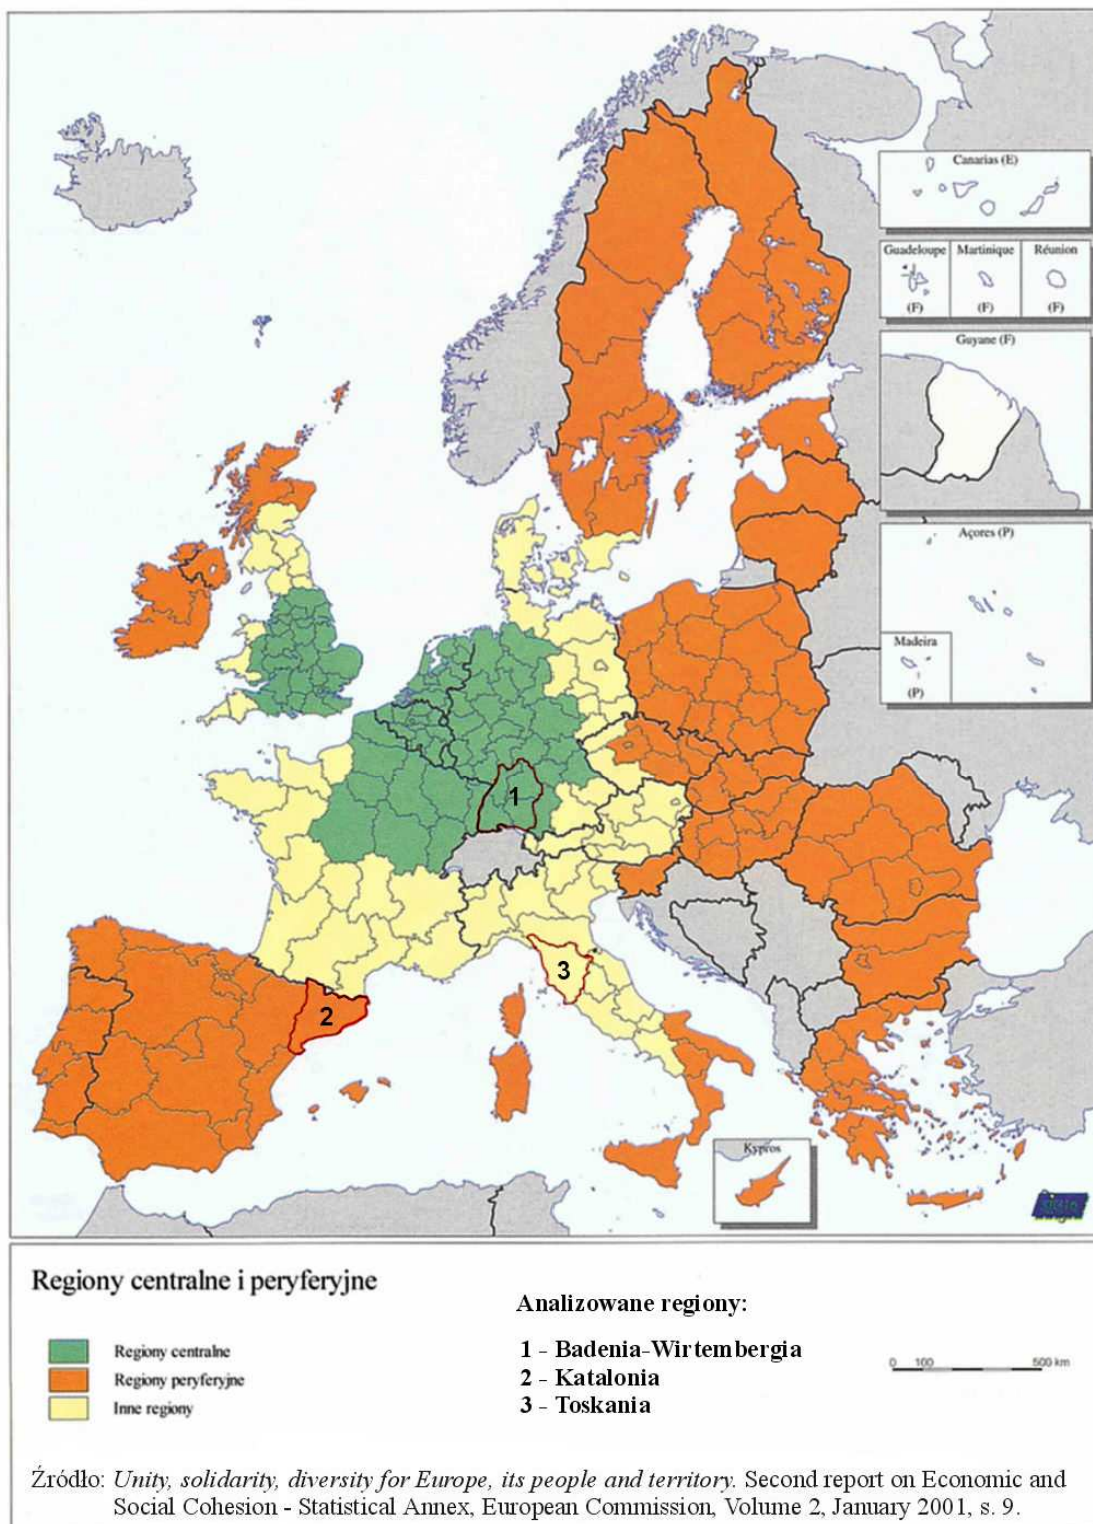 Canarias (E)
Guadeloupe Martinique Réunion
(F) (F) (F)
Guyane (F)
Açores (P)
Madeira
(P)
1
2
3
Kypros
Regiony centralne i peryferyjne
Regiony centralne
Regiony peryferyjne
Inne regiony
Analizowane regiony:
1 - Badenia-Wirtembergia
2 - Katalonia
3 - Toskania
0 100 500 km
Źródło: Unity, solidarity, diversity for Europe, its people and territory. Second report on Economic and
Social Cohesion - Statistical Annex, European Commission, Volume 2, January 2001, s. 9.